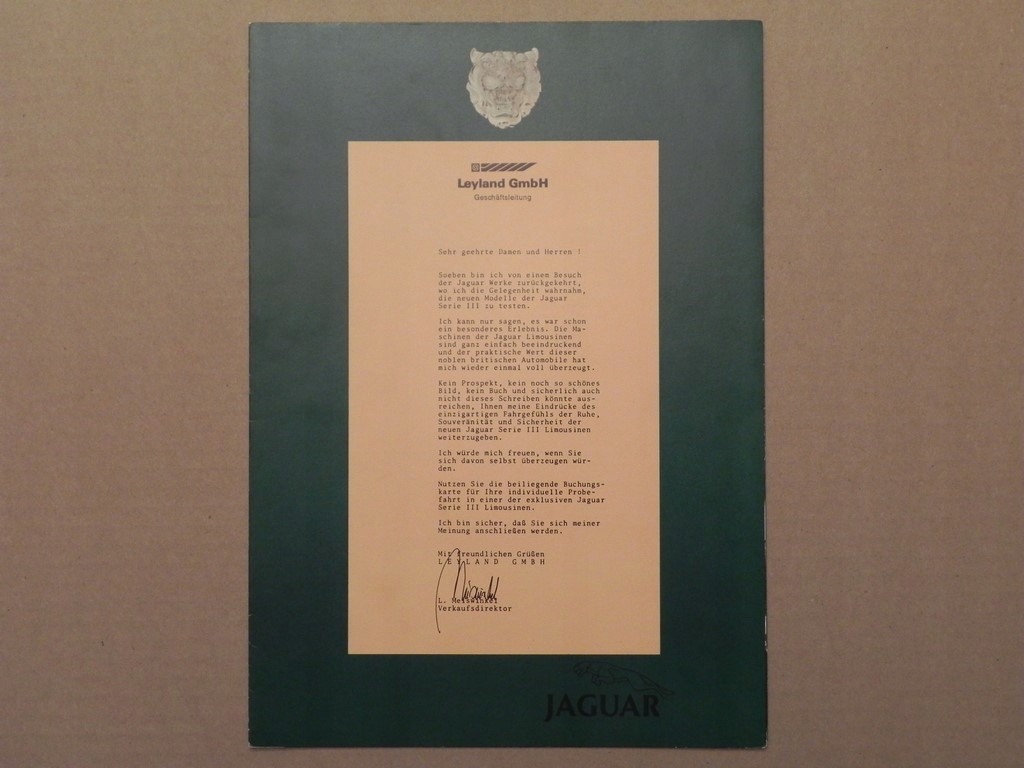 Leyland GmbH
Geschäftsleitung
Sehr geehrte Damen und Herren !
Soeben bin ich von einem Besuch
der Jaguar Werke zurückgekehrt,
wo ich die Gelegenheit wahrnahm,
die neuen Modelle der Jaguar
Serie III zu testen.
Ich kann nur sagen, es war schon
ein besonderes Erlebnis. Die Ma-
schinen der Jaguar Limousinen
sind ganz einfach beeindruckend
und der praktische Wert dieser
noblen britischen Automobile hat
mich wieder einmal voll überzeugt.
Kein Prospekt, kein noch so schönes
Bild, kein Buch und sicherlich auch
nicht dieses Schreiben könnte aus-
reichen, Ihnen meine Eindrücke des
einzigartigen Fahrgefühls der Ruhe,
Souveränität und Sicherheit der
neuen Jaguar Serie III Limousinen
weiterzugeben.
Ich würde mich freuen, wenn Sie
sich davon selbst überzeugen wür-
den.
Nutzen Sie die beiliegende Buchungs-
karte für Ihre individuelle Probe-
fahrt in einer der exklusiven Jaguar
Serie III Limousinen.
Ich bin sicher, daß Sie sich meiner
Meinung anschließen werden.
Mit freundlichen Grüßen
LEYLAND GMBH
L. Meiswinkel
Verkaufsdirektor
JAGUAR